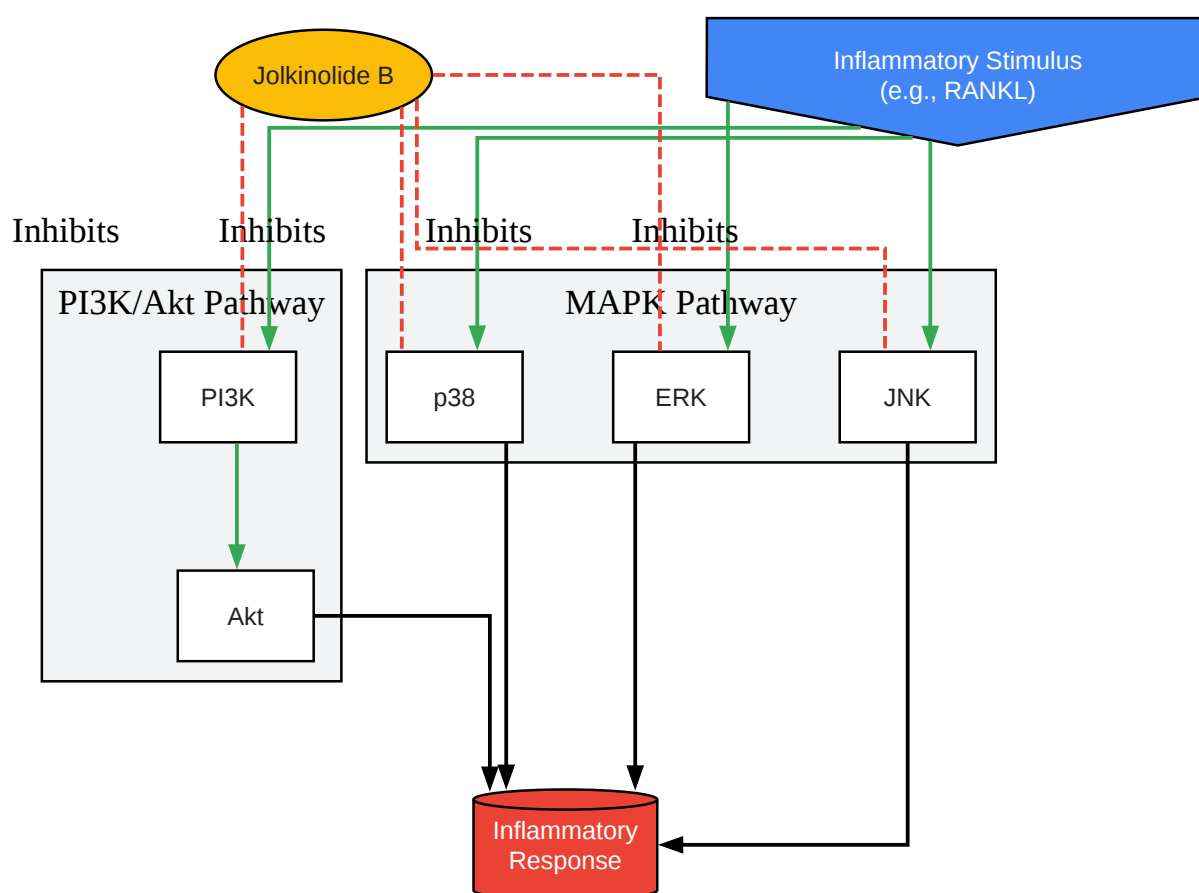 Jolkinolide B
Inflammatory Stimulus
(e.g., RANKL)
Inhibits
Inhibits
Inhibits
Inhibits
PI3K/Akt Pathway
MAPK Pathway
PI3K
p38
ERK
JNK
Akt
Inflammatory
Response